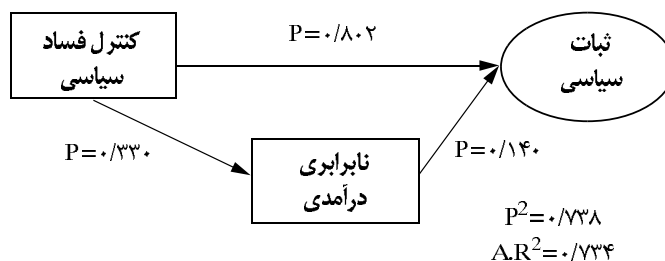 P=۰/۸۰۲
کنترل فساد
سیاسی
ثبات
سیاسی
P=۰/۳۳۰
نابرابری
درآمدی
P=۰/۱۴۰
P²=۰/۷۳۸
A.R²=۰/۷۳۴